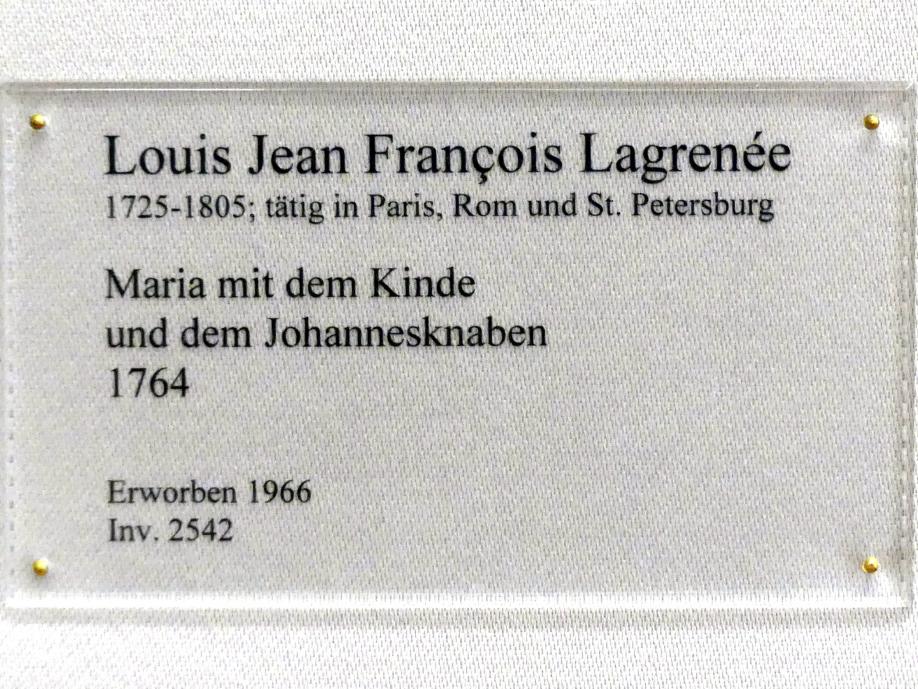 Louis Jean François Lagrenée
1725-1805; tätig in Paris, Rom und St. Petersburg
Maria mit dem Kinde
und dem Johannesknaben
1764
Erworben 1966
Inv. 2542